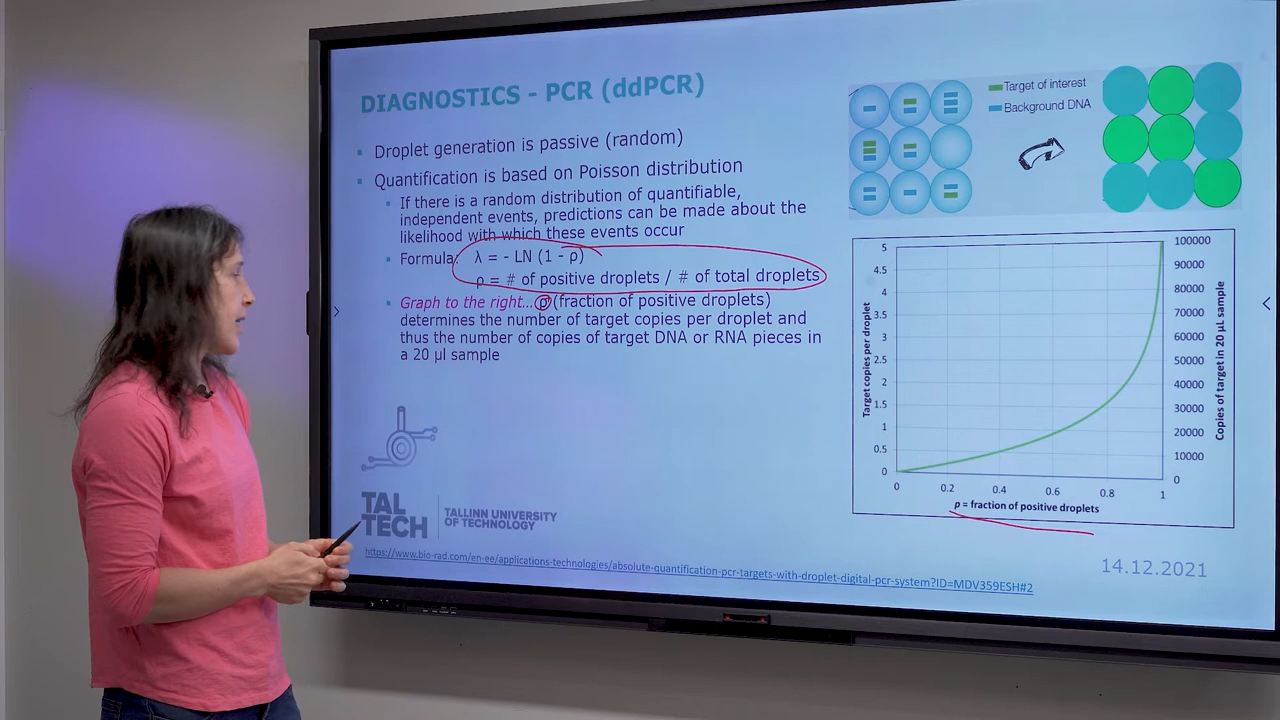 DIAGNOSTICS - PCR (ddPCR)
Droplet generation is passive (random)
Quantification is based on Poisson distribution
If there is a random distribution of quantifiable,
independent events, predictions can be made about the
likelihood with which these events occur
Formula: λ = - LN (1 - ρ)
ρ = # of positive droplets / # of total droplets
Graph to the right... ρ (fraction of positive droplets)
determines the number of target copies per droplet and
thus the number of copies of target DNA or RNA pieces in
a 20 µl sample
Target of interest
Background DNA
Target copies per droplet
5
4.5
4
3.5
3
2.5
2
1.5
1
0.5
0
0 0.2 0.4 0.6 0.8 1
p = fraction of positive droplets
100000
90000
80000
70000
60000
50000
40000
30000
20000
10000
0
Copies of target in 20 µL sample
TAL
TECH
TALLINN UNIVERSITY
OF TECHNOLOGY
https://www.bio-rad.com/en-ee/applications-technologies/absolute-quantification-pcr-targets-with-droplet-digital-pcr-system?ID=MDV359ESH#2
14.12.2021